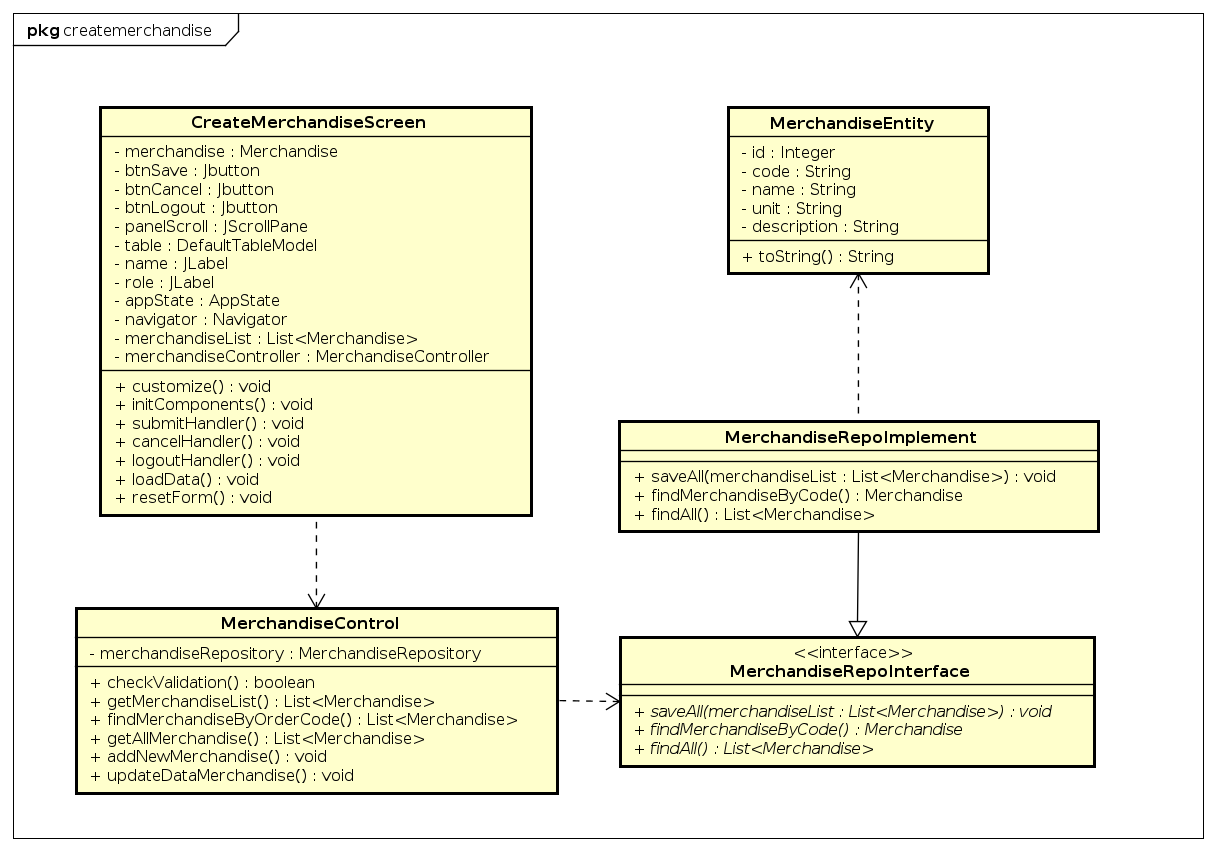 pkg createmerchandise
CreateMerchandiseScreen
- merchandise : Merchandise
- btnSave : Jbutton
- btnCancel : Jbutton
- btnLogout : Jbutton
- panelScroll : JScrollPane
- table : DefaultTableModel
- name : JLabel
- role : JLabel
- appState : AppState
- navigator : Navigator
- merchandiseList : List<Merchandise>
- merchandiseController : MerchandiseController
+ customize() : void
+ initComponents() : void
+ submitHandler() : void
+ cancelHandler() : void
+ logoutHandler() : void
+ loadData() : void
+ resetForm() : void
MerchandiseEntity
- id : Integer
- code : String
- name : String
- unit : String
- description : String
+ toString() : String
MerchandiseRepoImplement
+ saveAll(merchandiseList : List<Merchandise>) : void
+ findMerchandiseByCode() : Merchandise
+ findAll() : List<Merchandise>
MerchandiseControl
- merchandiseRepository : MerchandiseRepository
+ checkValidation() : boolean
+ getMerchandiseList() : List<Merchandise>
+ findMerchandiseByOrderCode() : List<Merchandise>
+ getAllMerchandise() : List<Merchandise>
+ addNewMerchandise() : void
+ updateDataMerchandise() : void
<<interface>>
MerchandiseRepoInterface
+ saveAll(merchandiseList : List<Merchandise>) : void
+ findMerchandiseByCode() : Merchandise
+ findAll() : List<Merchandise>